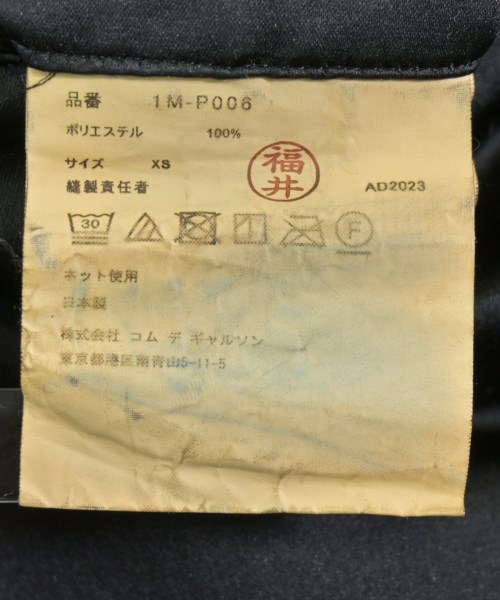 品番 1M-P006
ポリエステル 100%
サイズ XS
縫製責任者
福井
AD2023
30
F
ネット使用
日本製
株式会社 コム デ ギャルソン
東京都港区南青山5-11-5